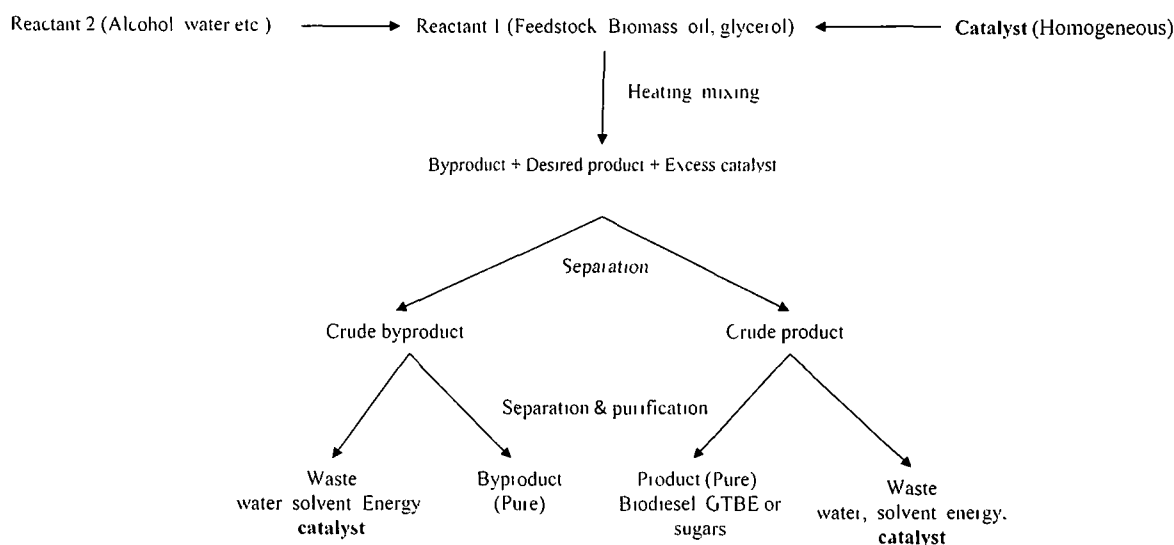 Reactant 2 (Alcohol water etc )
Reactant 1 (Feedstock Biomass oil, glycerol)
Catalyst (Homogeneous)
Heating mixing
Byproduct + Desired product + Excess catalyst
Separation
Crude byproduct
Crude product
Separation & purification
Waste
water solvent Energy
catalyst
Byproduct
(Pure)
Product (Pure)
Biodiesel GTBE or
sugars
Waste
water, solvent energy.
catalyst